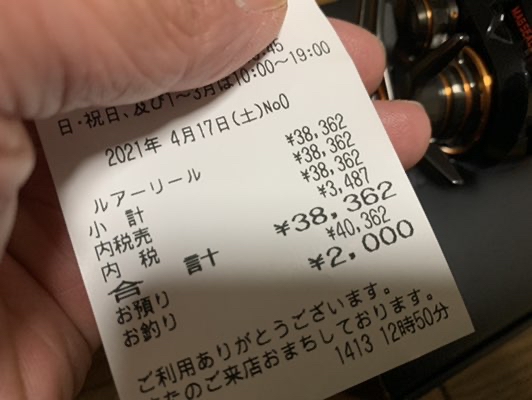 :45
日・祝日、及び1～3月は10:00～19:00
2021年 4月17日(土)No0
ルアーリール ¥38,362
小 計 ¥38,362
内税売 ¥38,362
内 税 ¥3,487
合 計 ¥38,362
お預り ¥40,362
お釣り ¥2,000
ご利用ありがとうございます。
たのご来店おまちしております。
1413 12時50分